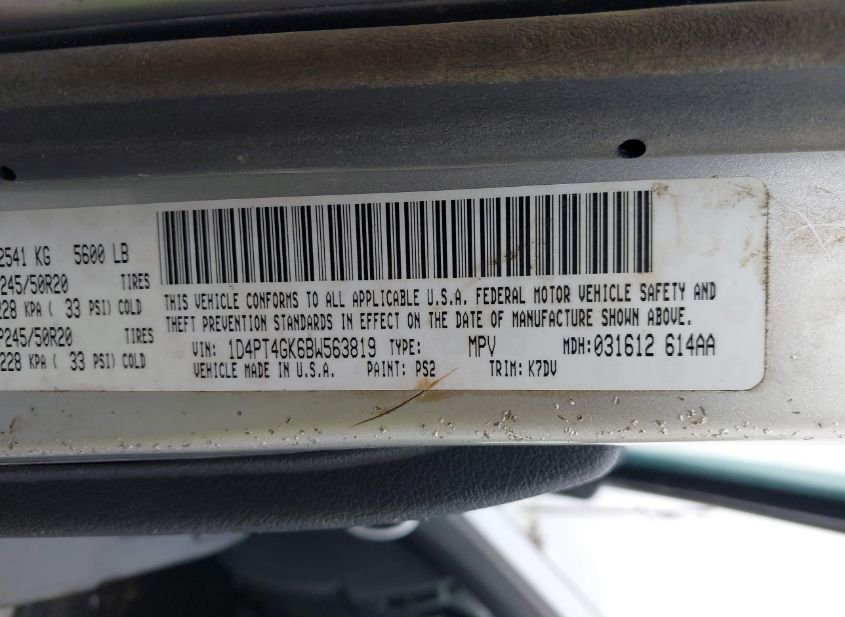 2541 KG 5600 LB
245/50R20 TIRES
228 KPA ( 33 PSI) COLD
P245/50R20 TIRES
228 KPA ( 33 PSI) COLD
THIS VEHICLE CONFORMS TO ALL APPLICABLE U.S.A. FEDERAL MOTOR VEHICLE SAFETY AND
THEFT PREVENTION STANDARDS IN EFFECT ON THE DATE OF MANUFACTURE SHOWN ABOVE.
VIN: 1D4PT4GK6BW563819 TYPE: MPV MDH:031612 614AA
VEHICLE MADE IN U.S.A. PAINT: PS2 TRIM: K7DV